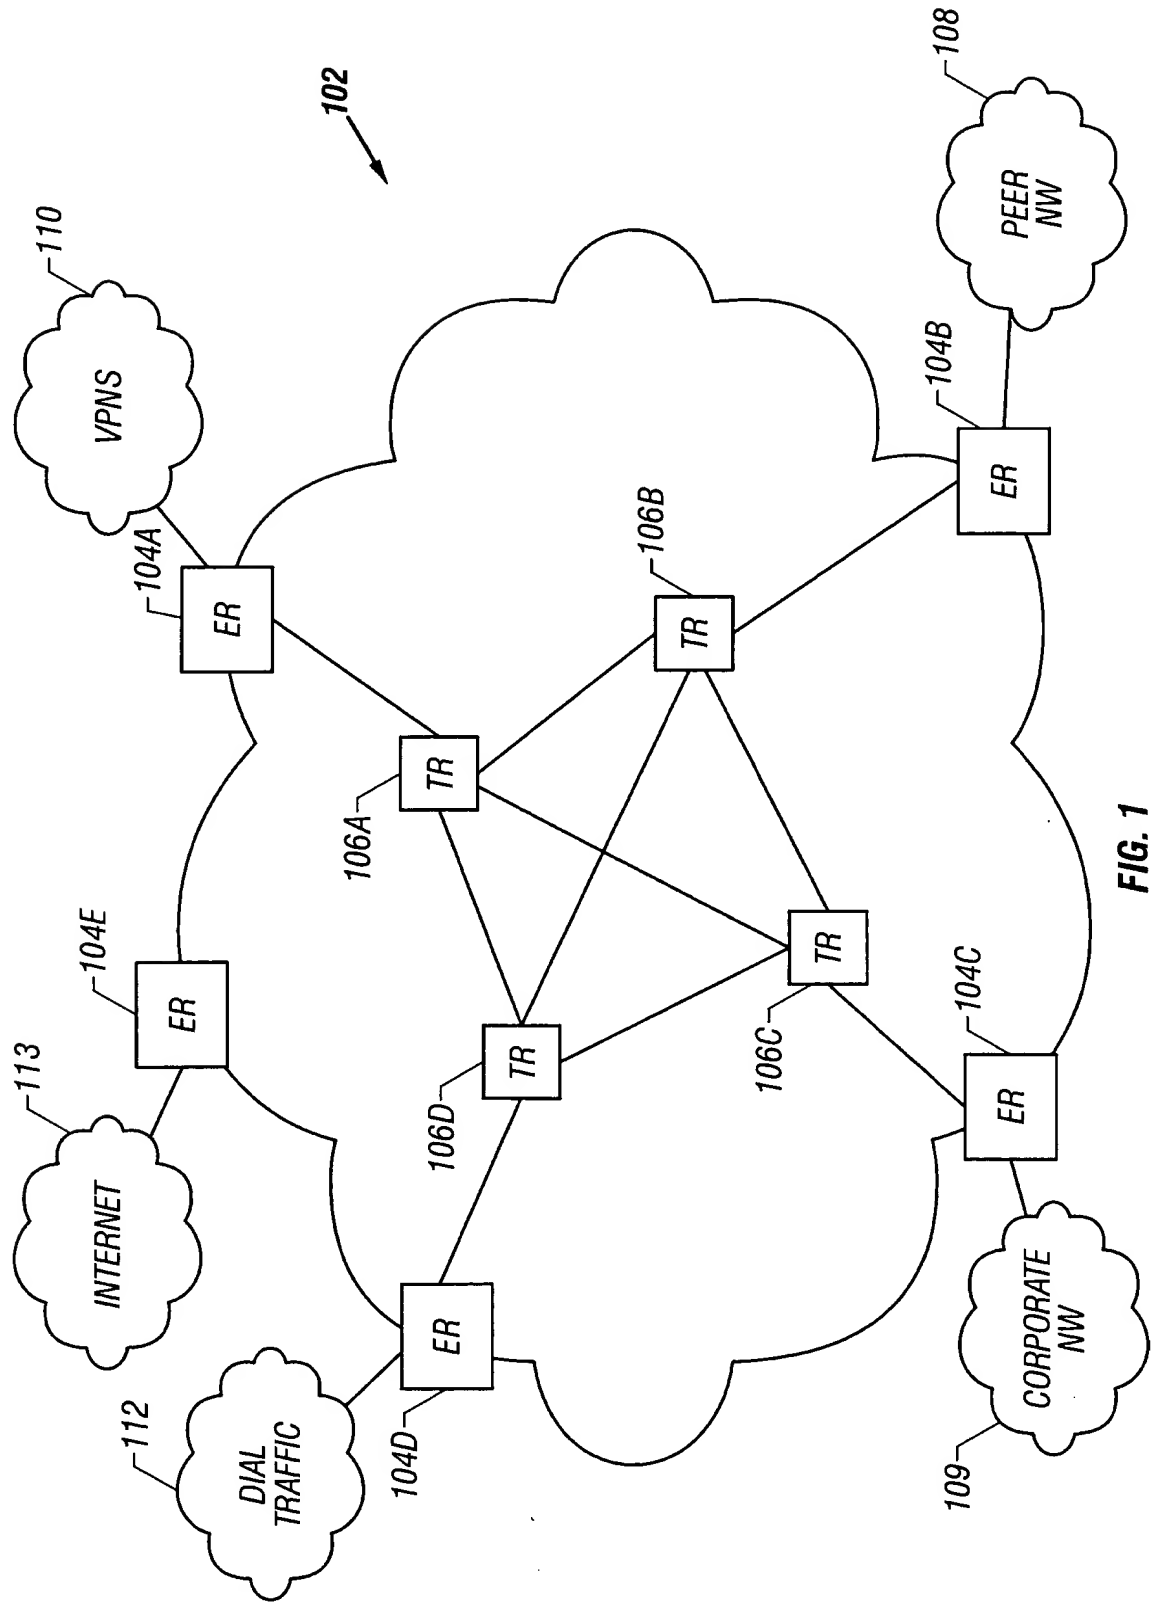 102
110
VPNS
104A
ER
108
PEER
NW
104B
ER
106B
TR
106A
TR
113
INTERNET
104E
ER
106D
TR
106C
TR
112
DIAL
TRAFFIC
104D
ER
104C
ER
109
CORPORATE
NW
FIG. 1